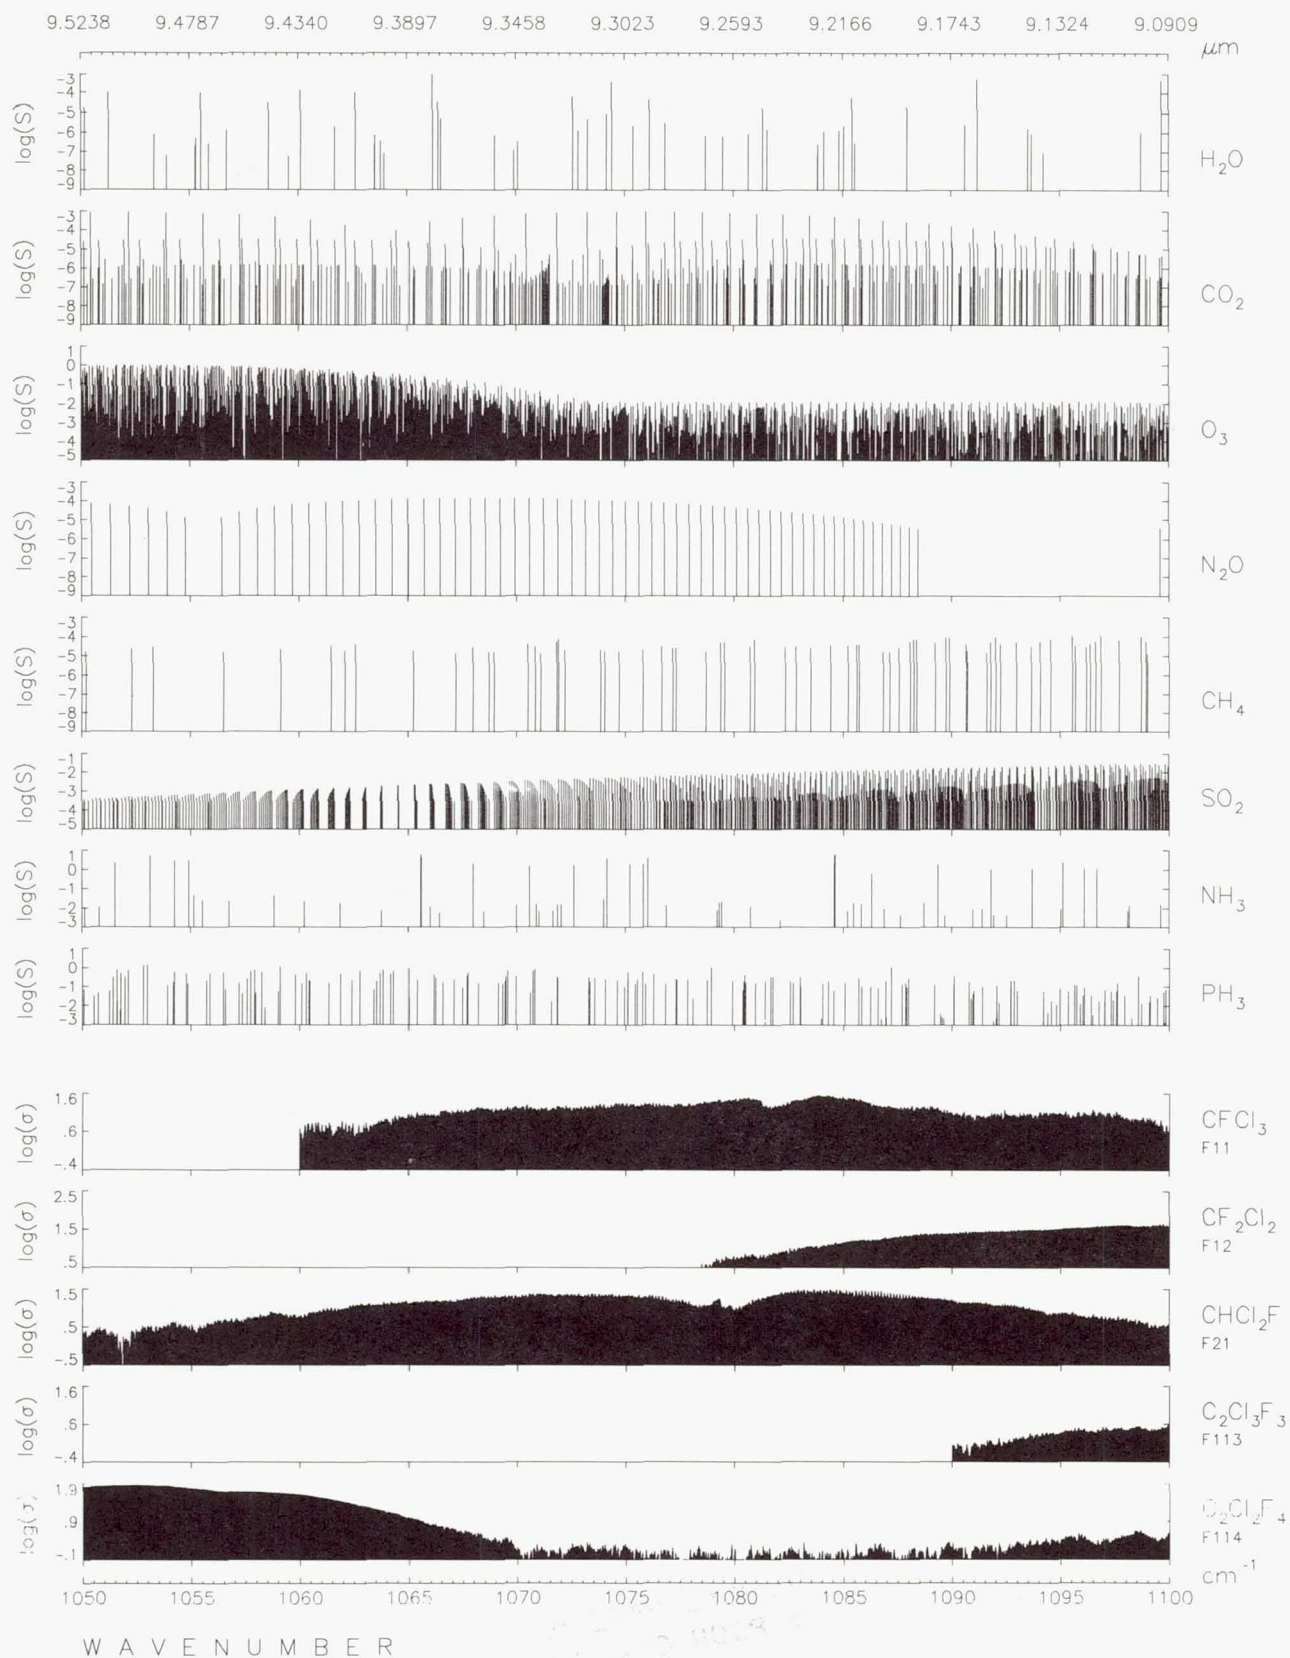 9.5238 9.4787 9.4340 9.3897 9.3458 9.3023 9.2593 9.2166 9.1743 9.1324 9.0909
μm
log(S) -3 -4 -5 -6 -7 -8 -9 H₂O
log(S) -3 -4 -5 -6 -7 -8 -9 CO₂
log(S) 1 0 -1 -2 -3 -4 -5 O₃
log(S) -3 -4 -5 -6 -7 -8 -9 N₂O
log(S) -3 -4 -5 -6 -7 -8 -9 CH₄
log(S) -1 -2 -3 -4 -5 SO₂
log(S) 1 0 -1 -2 -3 NH₃
log(S) 1 0 -1 -2 -3 PH₃
log(σ) 1.6 .6 -.4 CFCl₃
F11
log(σ) 2.5 1.5 .5 CF₂Cl₂
F12
log(σ) 1.5 .5 -.5 CHCl₂F
F21
log(σ) 1.6 .6 -.4 C₂Cl₃F₃
F113
log(σ) 1.9 .9 -.1 C₂Cl₂F₄
F114
cm⁻¹
1050 1055 1060 1065 1070 1075 1080 1085 1090 1095 1100
WAVENUMBER